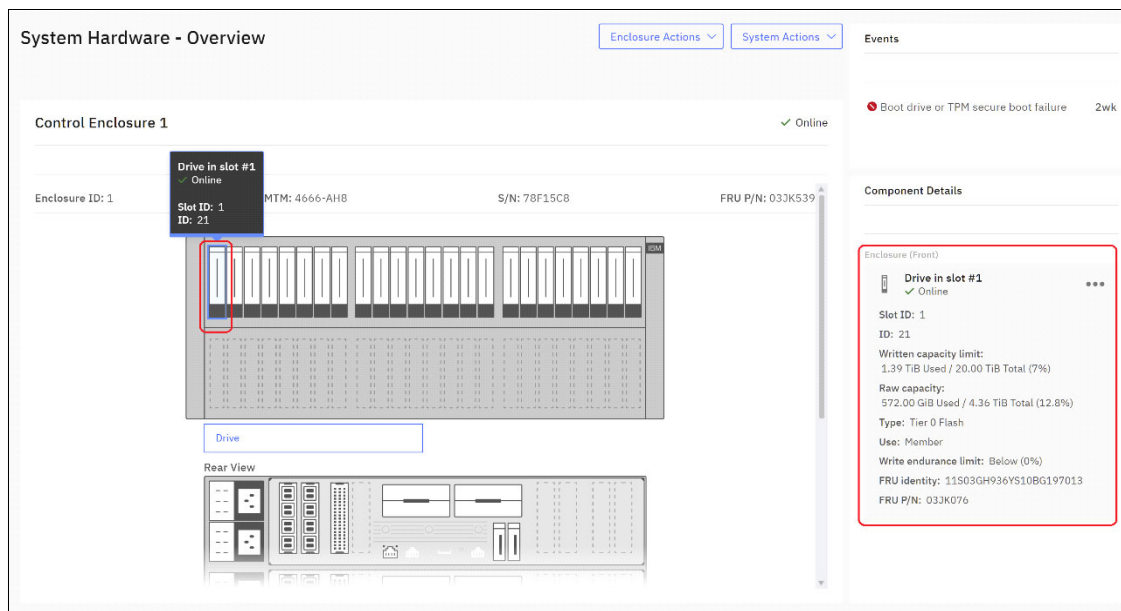 System Hardware - Overview
Enclosure Actions
System Actions
Control Enclosure 1
Online
Drive in slot #1
Online
Slot ID: 1
ID: 21
Enclosure ID: 1
MTM: 4666-AH8
S/N: 78F15C8
FRU P/N: 03JK539
IBM
Drive
Rear View
Events
Boot drive or TPM secure boot failure 2wk
Component Details
Enclosure (Front)
Drive in slot #1
Online
Slot ID: 1
ID: 21
Written capacity limit:
1.39 TiB Used / 20.00 TiB Total (7%)
Raw capacity:
572.00 GiB Used / 4.36 TiB Total (12.8%)
Type: Tier 0 Flash
Use: Member
Write endurance limit: Below (0%)
FRU identity: 11S03GH936YS10BG197013
FRU P/N: 03JK076